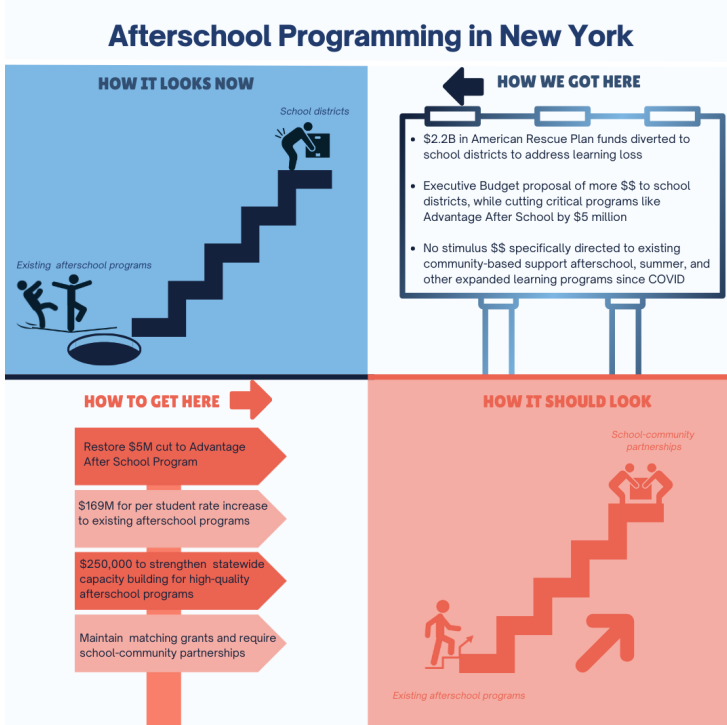 Afterschool Programming in New York
HOW IT LOOKS NOW
School districts
Existing afterschool programs
HOW WE GOT HERE
• $2.2B in American Rescue Plan funds diverted to
school districts to address learning loss
• Executive Budget proposal of more $$ to school
districts, while cutting critical programs like
Advantage After School by $5 million
• No stimulus $$ specifically directed to existing
community-based support afterschool, summer, and
other expanded learning programs since COVID
HOW TO GET HERE
Restore $5M cut to Advantage
After School Program
$169M for per student rate increase
to existing afterschool programs
$250,000 to strengthen statewide
capacity building for high-quality
afterschool programs
Maintain matching grants and require
school-community partnerships
HOW IT SHOULD LOOK
School-community
partnerships
Existing afterschool programs